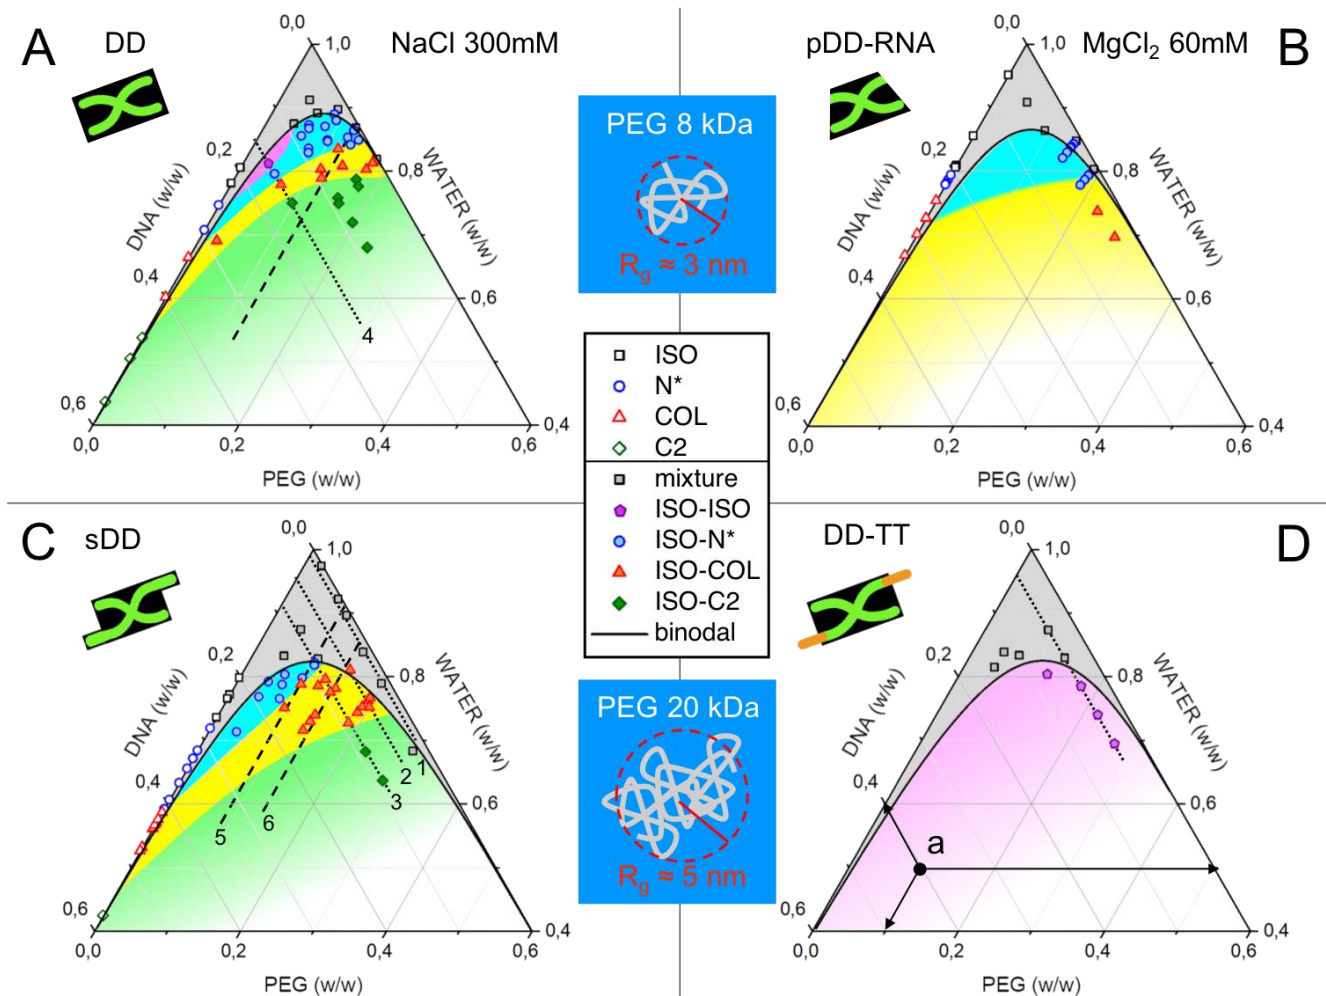 A
DD
NaCl 300mM
0,0
1,0
0,2
0,8
DNA (w/w)
WATER (w/w)
0,4
0,6
4
0,6
0,4
0,0
0,2
0,4
0,6
PEG (w/w)
B
pDD-RNA
MgCl₂ 60mM
0,0
1,0
0,2
0,8
DNA (w/w)
WATER (w/w)
0,4
0,6
0,6
0,4
0,0
0,2
0,4
0,6
PEG (w/w)
PEG 8 kDa
Rg ≈ 3 nm
ISO
N*
COL
C2
mixture
ISO-ISO
ISO-N*
ISO-COL
ISO-C2
binodal
PEG 20 kDa
Rg ≈ 5 nm
C
sDD
0,0
1,0
0,2
0,8
DNA (w/w)
WATER (w/w)
0,4
0,6
1
2
3
5
6
0,6
0,4
0,0
0,2
0,4
0,6
PEG (w/w)
D
DD-TT
0,0
1,0
0,2
0,8
DNA (w/w)
WATER (w/w)
0,4
0,6
a
0,6
0,4
0,0
0,2
0,4
0,6
PEG (w/w)